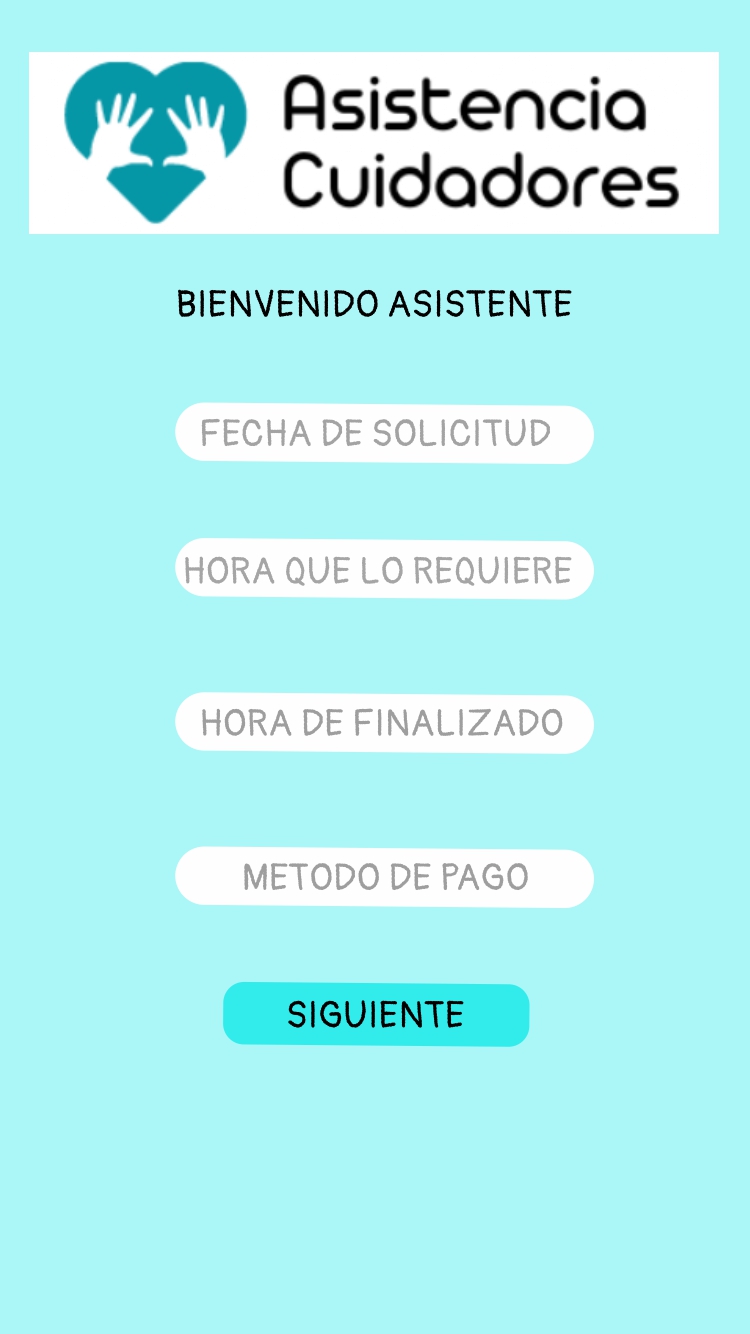 Asistencia
Cuidadores
BIENVENIDO ASISTENTE
FECHA DE SOLICITUD
HORA QUE LO REQUIERE
HORA DE FINALIZADO
METODO DE PAGO
SIGUIENTE